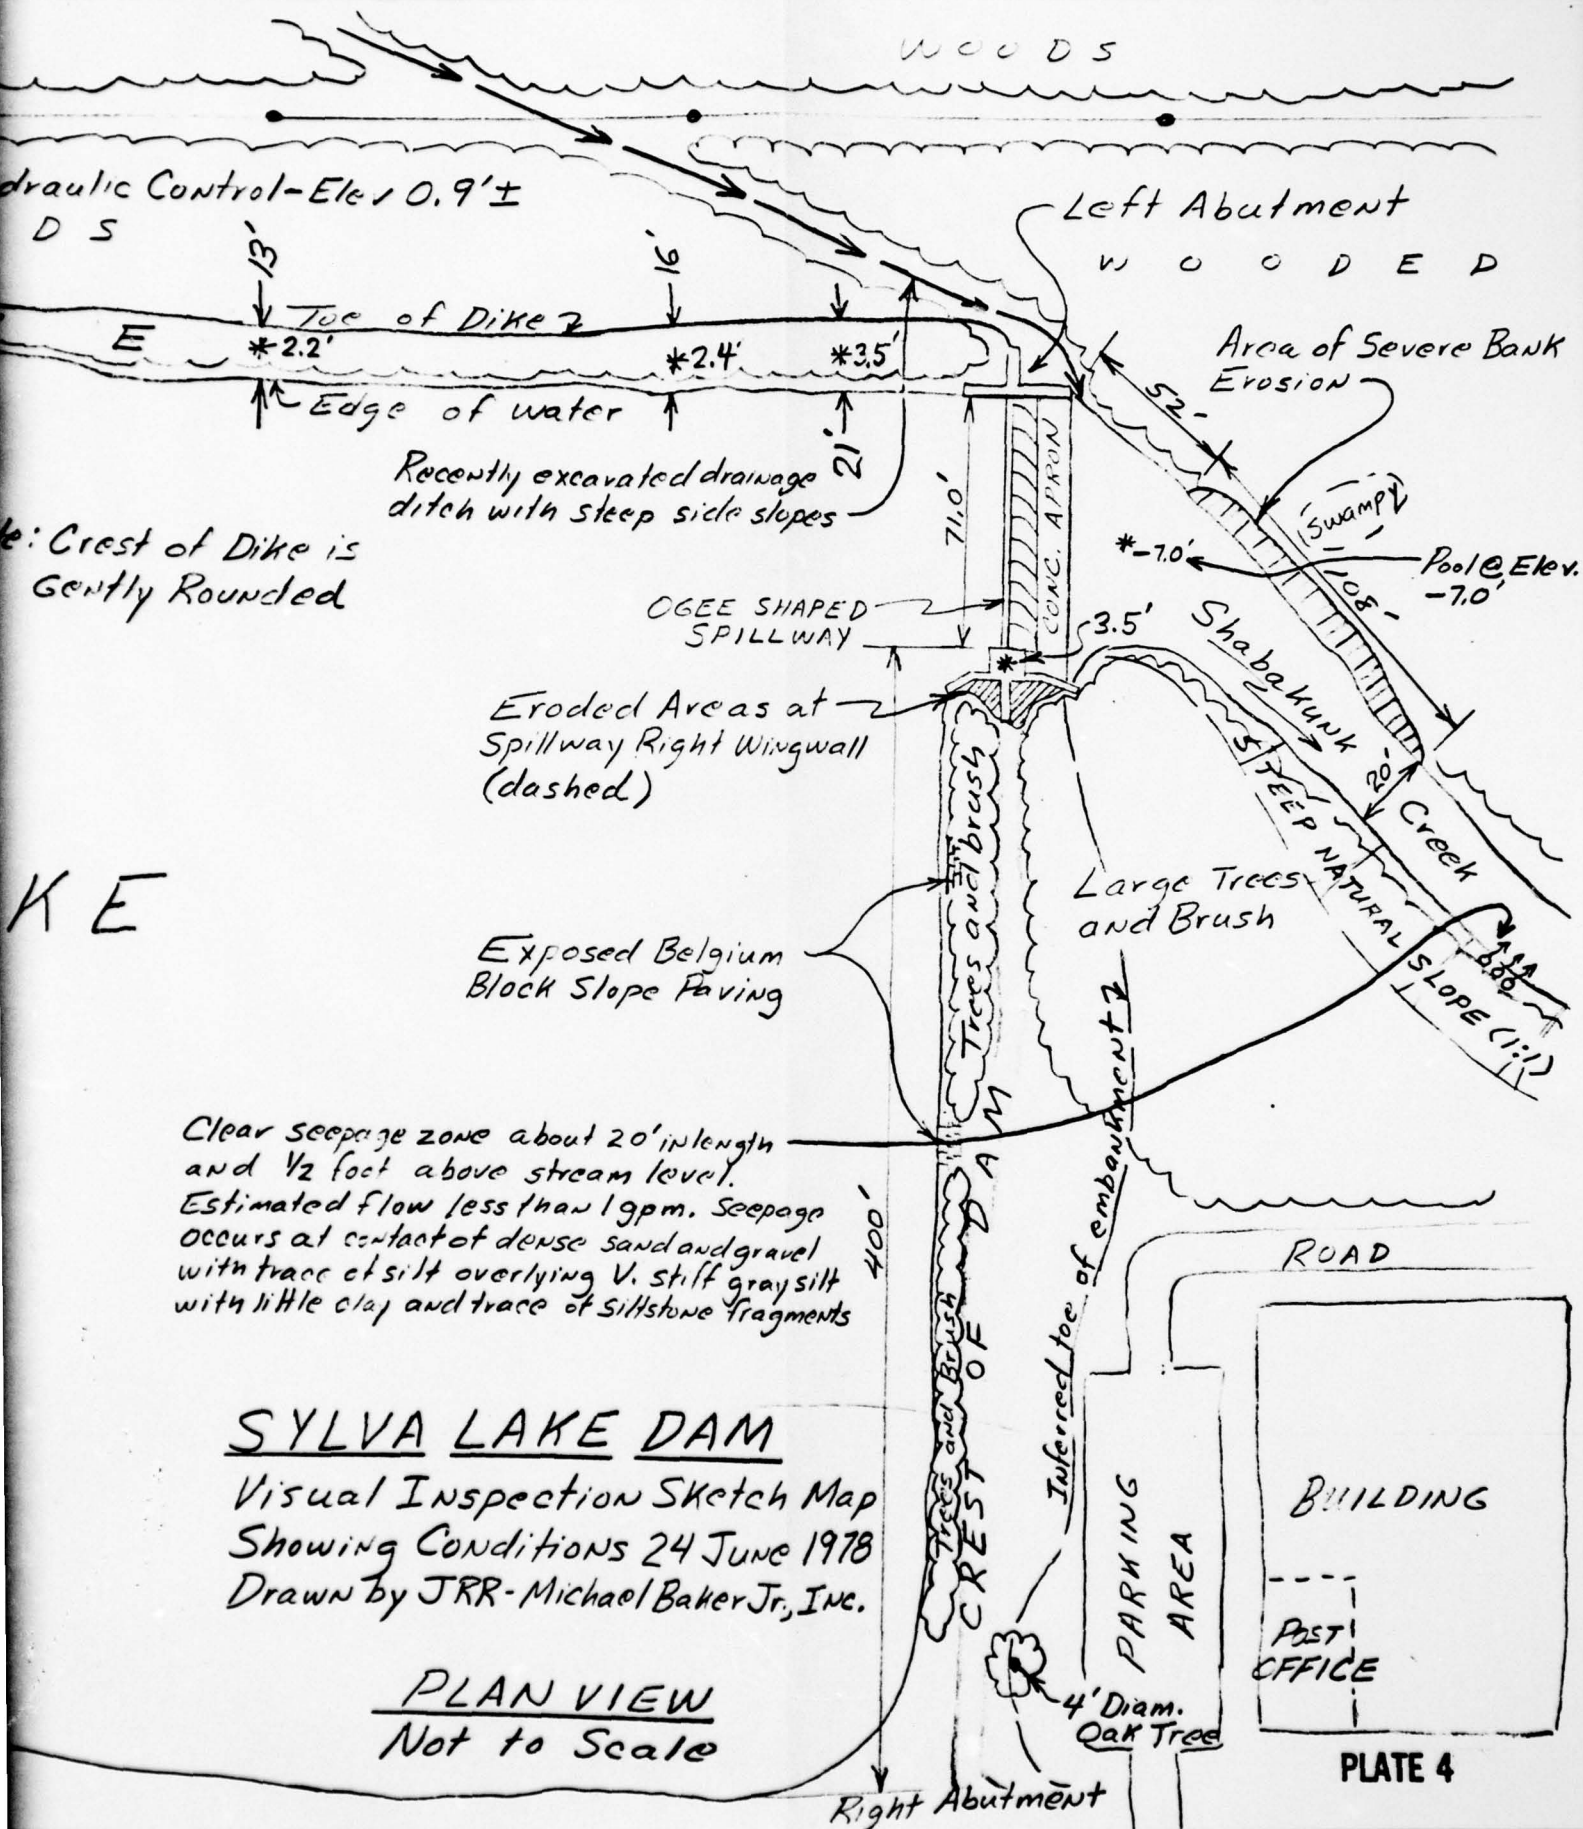 WOODS
draulic Control-Elev 0.9'±
D S
Left Abutment
WOODED
13'
16'
Toe of Dike
E
*2.2'
*2.4'
*3.5'
Edge of water
21'
Area of Severe Bank
Erosion
52'
Recently excavated drainage
ditch with steep side slopes
71.0'
CONC. APRON
(Swampy)
*-7.0'
Pool@Elev.
-7.0'
108'
te: Crest of Dike is
Gently Rounded
OGEE SHAPED
SPILLWAY
3.5'
*
Shabakunk
Creek
20'
Eroded Areas at
Spillway Right Wingwall
(dashed)
STEEP NATURAL SLOPE (1:1)
Trees and brush
KE
Large Trees
and Brush
Exposed Belgium
Block Slope Paving
Clear seepage zone about 20' in length
and 1/2 foot above stream level.
Estimated flow less than 1gpm. Seepage
occurs at contact of dense sand and gravel
with trace of silt overlying V. stiff gray silt
with little clay and trace of siltstone fragments
400'
CREST OF DAM
Trees and Brush
Inferred toe of embankment
ROAD
SYLVA LAKE DAM
Visual Inspection Sketch Map
Showing Conditions 24 June 1978
Drawn by JRR-Michael Baker Jr., Inc.
PARKING
AREA
BUILDING
POST
OFFICE
PLAN VIEW
Not to Scale
4' Diam.
Oak Tree
PLATE 4
Right Abutment